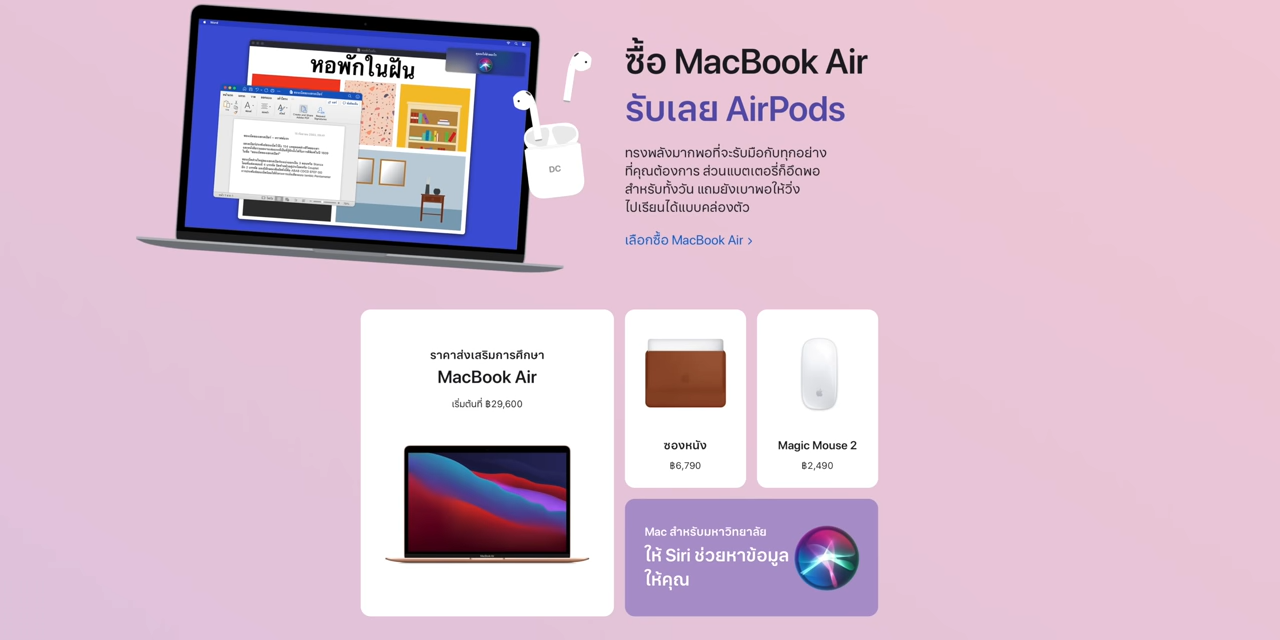 หอพักในฝัน
DC
ซื้อ MacBook Air
รับเลย AirPods
ทรงพลังมากพอที่จะรับมือกับทุกอย่าง
ที่คุณต้องการ ส่วนแบตเตอรี่ก็อึดพอ
สำหรับทั้งวัน แถมยังเบาพอให้วิ่ง
ไปเรียนได้แบบคล่องตัว
เลือกซื้อ MacBook Air
ราคาส่งเสริมการศึกษา
MacBook Air
เริ่มต้นที่ ฿29,600
ซองหนัง
฿6,790
Magic Mouse 2
฿2,490
Mac สำหรับมหาวิทยาลัย
ให้ Siri ช่วยหาข้อมูล
ให้คุณ